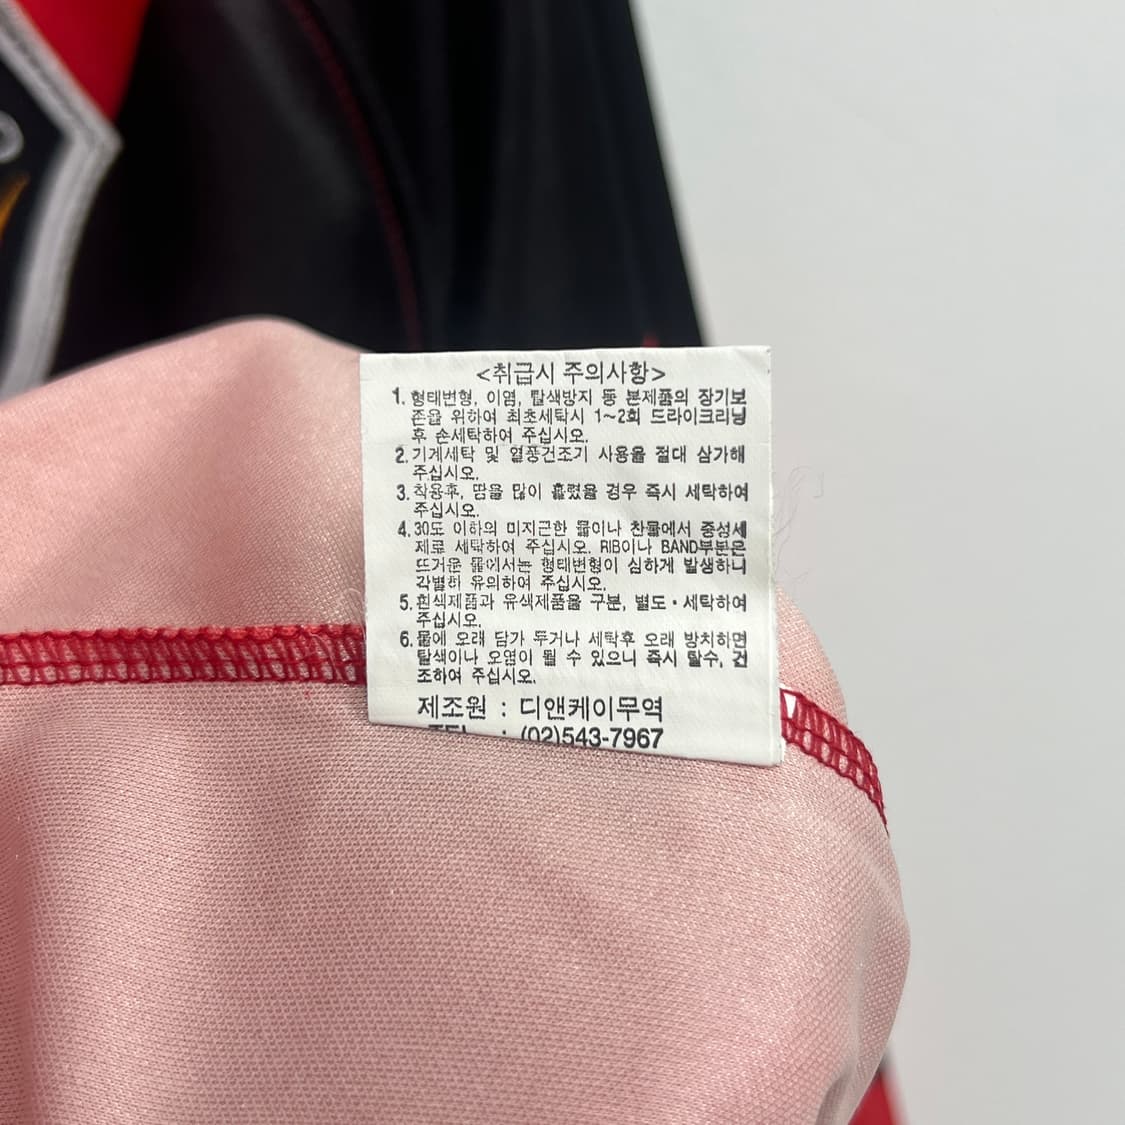 <취급시 주의사항>
1. 형태변형, 이염, 탈색방지 등 본제품의 장기보
존을 위하여 최초세탁시 1~2회 드라이크리닝
후 손세탁하여 주십시오.
2. 기계세탁 및 열풍건조기 사용을 절대 삼가해
주십시오.
3. 착용후, 땀을 많이 흘렸을 경우 즉시 세탁하여
주십시오.
4. 30도 이하의 미지근한 물이나 찬물에서 중성세
제로 세탁하여 주십시오. RIB이나 BAND부분은
뜨거운 물에서는 형태변형이 심하게 발생하니
각별히 유의하여 주십시오.
5. 흰색제품과 유색제품을 구분, 별도·세탁하여
주십시오.
6. 물에 오래 담가 두거나 세탁후 오래 방치하면
탈색이나 오염이 될 수 있으니 즉시 탈수, 건
조하여 주십시오.
제조원 : 디앤케이무역
TEL : (02)543-7967